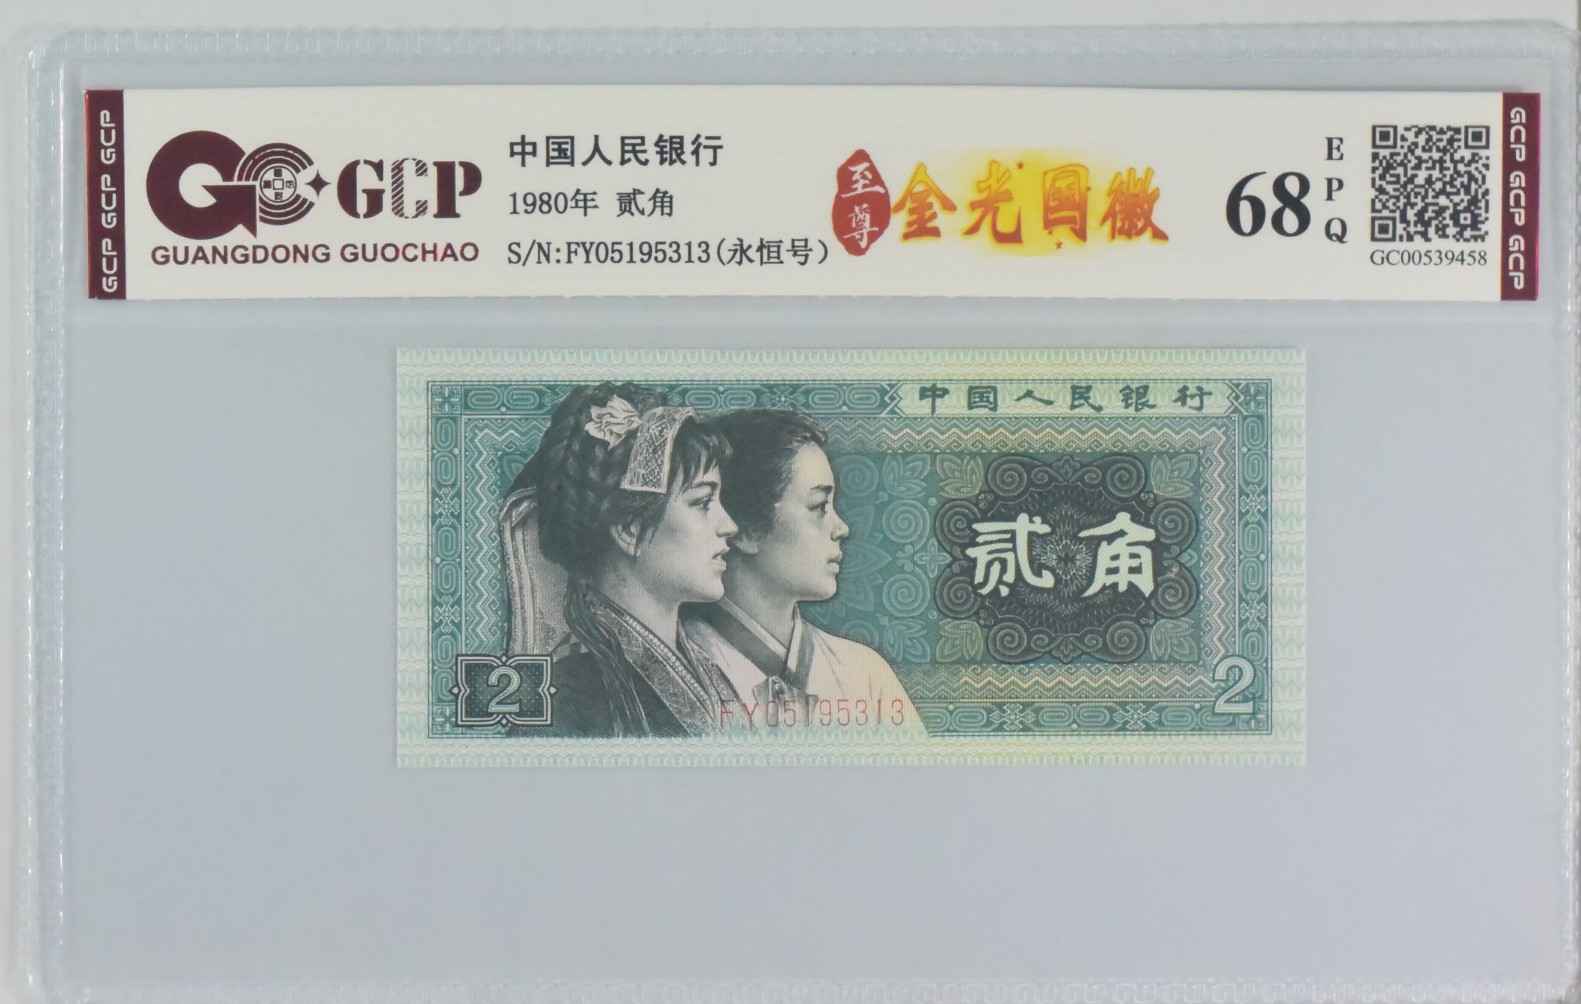 GCP GCP GCP
GCP
GUANGDONG GUOCHAO
中国人民银行
1980年 贰角
S/N:FY05195313(永恒号)
至尊
金光国徽
68
EPQ
GC00539458
GCP GCP GCP
中国人民银行
贰角
2
2
FY05195313